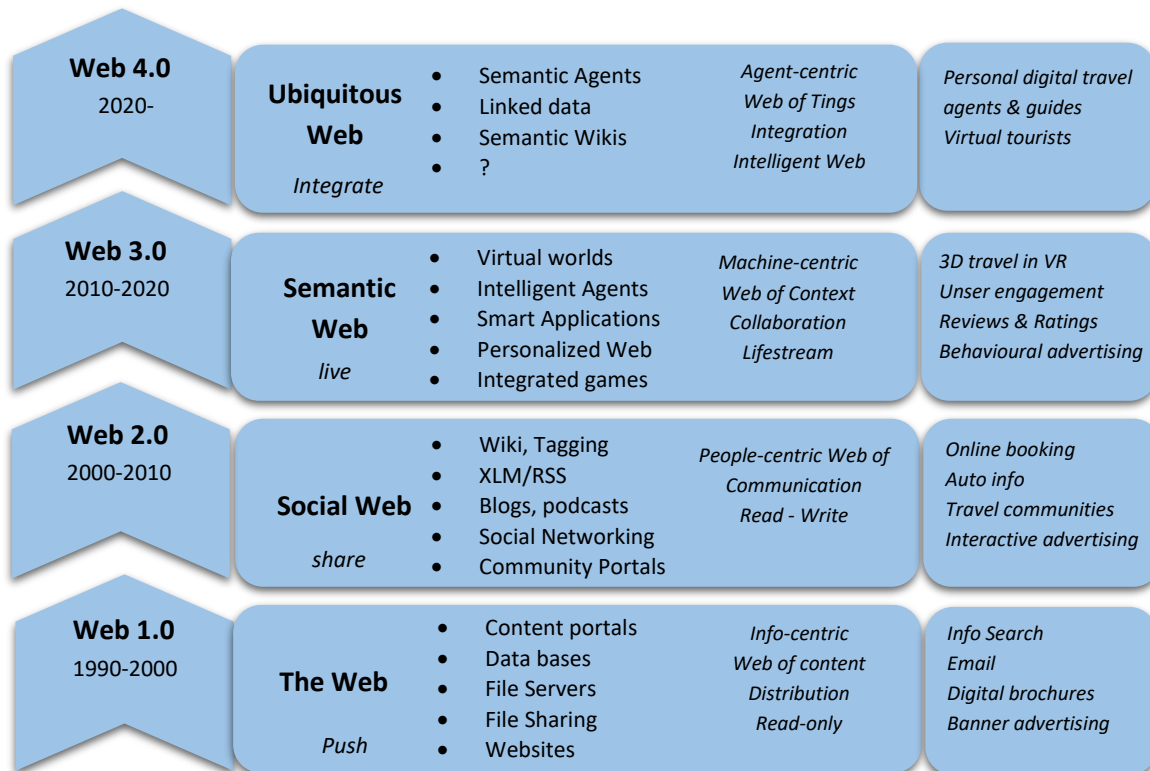 Web 4.0
2020-
Ubiquitous
Web
Integrate
• Semantic Agents
• Linked data
• Semantic Wikis
• ?
Agent-centric
Web of Tings
Integration
Intelligent Web
Personal digital travel
agents & guides
Virtual tourists
Web 3.0
2010-2020
Semantic
Web
live
• Virtual worlds
• Intelligent Agents
• Smart Applications
• Personalized Web
• Integrated games
Machine-centric
Web of Context
Collaboration
Lifestream
3D travel in VR
Unser engagement
Reviews & Ratings
Behavioural advertising
Web 2.0
2000-2010
Social Web
share
• Wiki, Tagging
• XLM/RSS
• Blogs, podcasts
• Social Networking
• Community Portals
People-centric Web of
Communication
Read - Write
Online booking
Auto info
Travel communities
Interactive advertising
Web 1.0
1990-2000
The Web
Push
• Content portals
• Data bases
• File Servers
• File Sharing
• Websites
Info-centric
Web of content
Distribution
Read-only
Info Search
Email
Digital brochures
Banner advertising